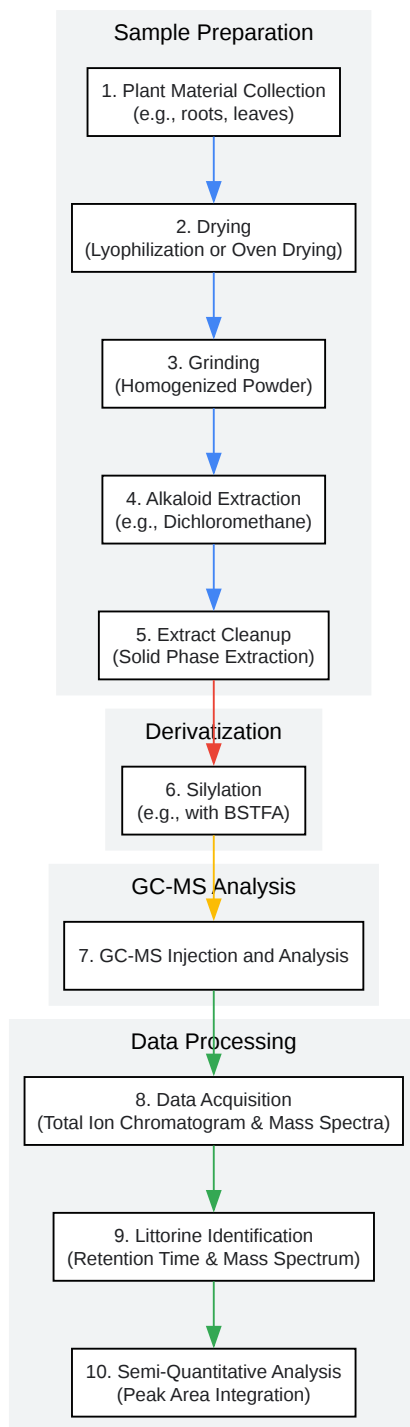 Sample Preparation
1. Plant Material Collection
(e.g., roots, leaves)
2. Drying
(Lyophilization or Oven Drying)
3. Grinding
(Homogenized Powder)
4. Alkaloid Extraction
(e.g., Dichloromethane)
5. Extract Cleanup
(Solid Phase Extraction)
Derivatization
6. Silylation
(e.g., with BSTFA)
GC-MS Analysis
7. GC-MS Injection and Analysis
Data Processing
8. Data Acquisition
(Total Ion Chromatogram & Mass Spectra)
9. Littorine Identification
(Retention Time & Mass Spectrum)
10. Semi-Quantitative Analysis
(Peak Area Integration)